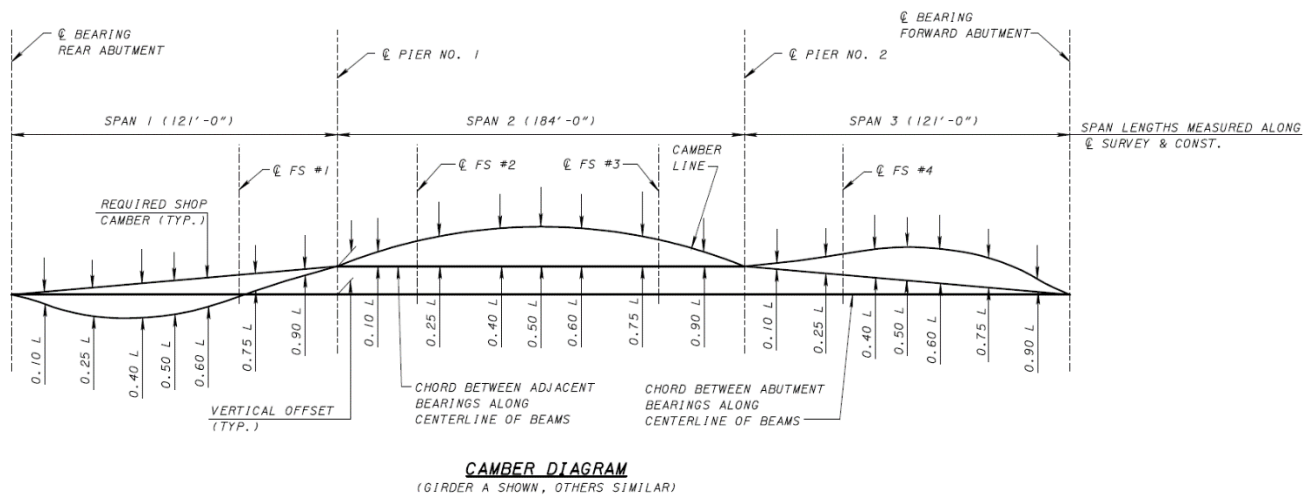 ℄ BEARING
REAR ABUTMENT
℄ PIER NO. 1
℄ PIER NO. 2
℄ BEARING
FORWARD ABUTMENT
SPAN 1 (121'-0")
SPAN 2 (184'-0")
SPAN 3 (121'-0")
SPAN LENGTHS MEASURED ALONG
℄ SURVEY & CONST.
℄ FS #1
℄ FS #2
℄ FS #3
CAMBER
LINE
℄ FS #4
REQUIRED SHOP
CAMBER (TYP.)
0.10 L
0.25 L
0.40 L
0.50 L
0.60 L
0.75 L
0.90 L
0.10 L
0.25 L
0.40 L
0.50 L
0.60 L
0.75 L
0.90 L
0.10 L
0.25 L
0.40 L
0.50 L
0.60 L
0.75 L
0.90 L
VERTICAL OFFSET
(TYP.)
CHORD BETWEEN ADJACENT
BEARINGS ALONG
CENTERLINE OF BEAMS
CHORD BETWEEN ABUTMENT
BEARINGS ALONG
CENTERLINE OF BEAMS
CAMBER DIAGRAM
(GIRDER A SHOWN, OTHERS SIMILAR)